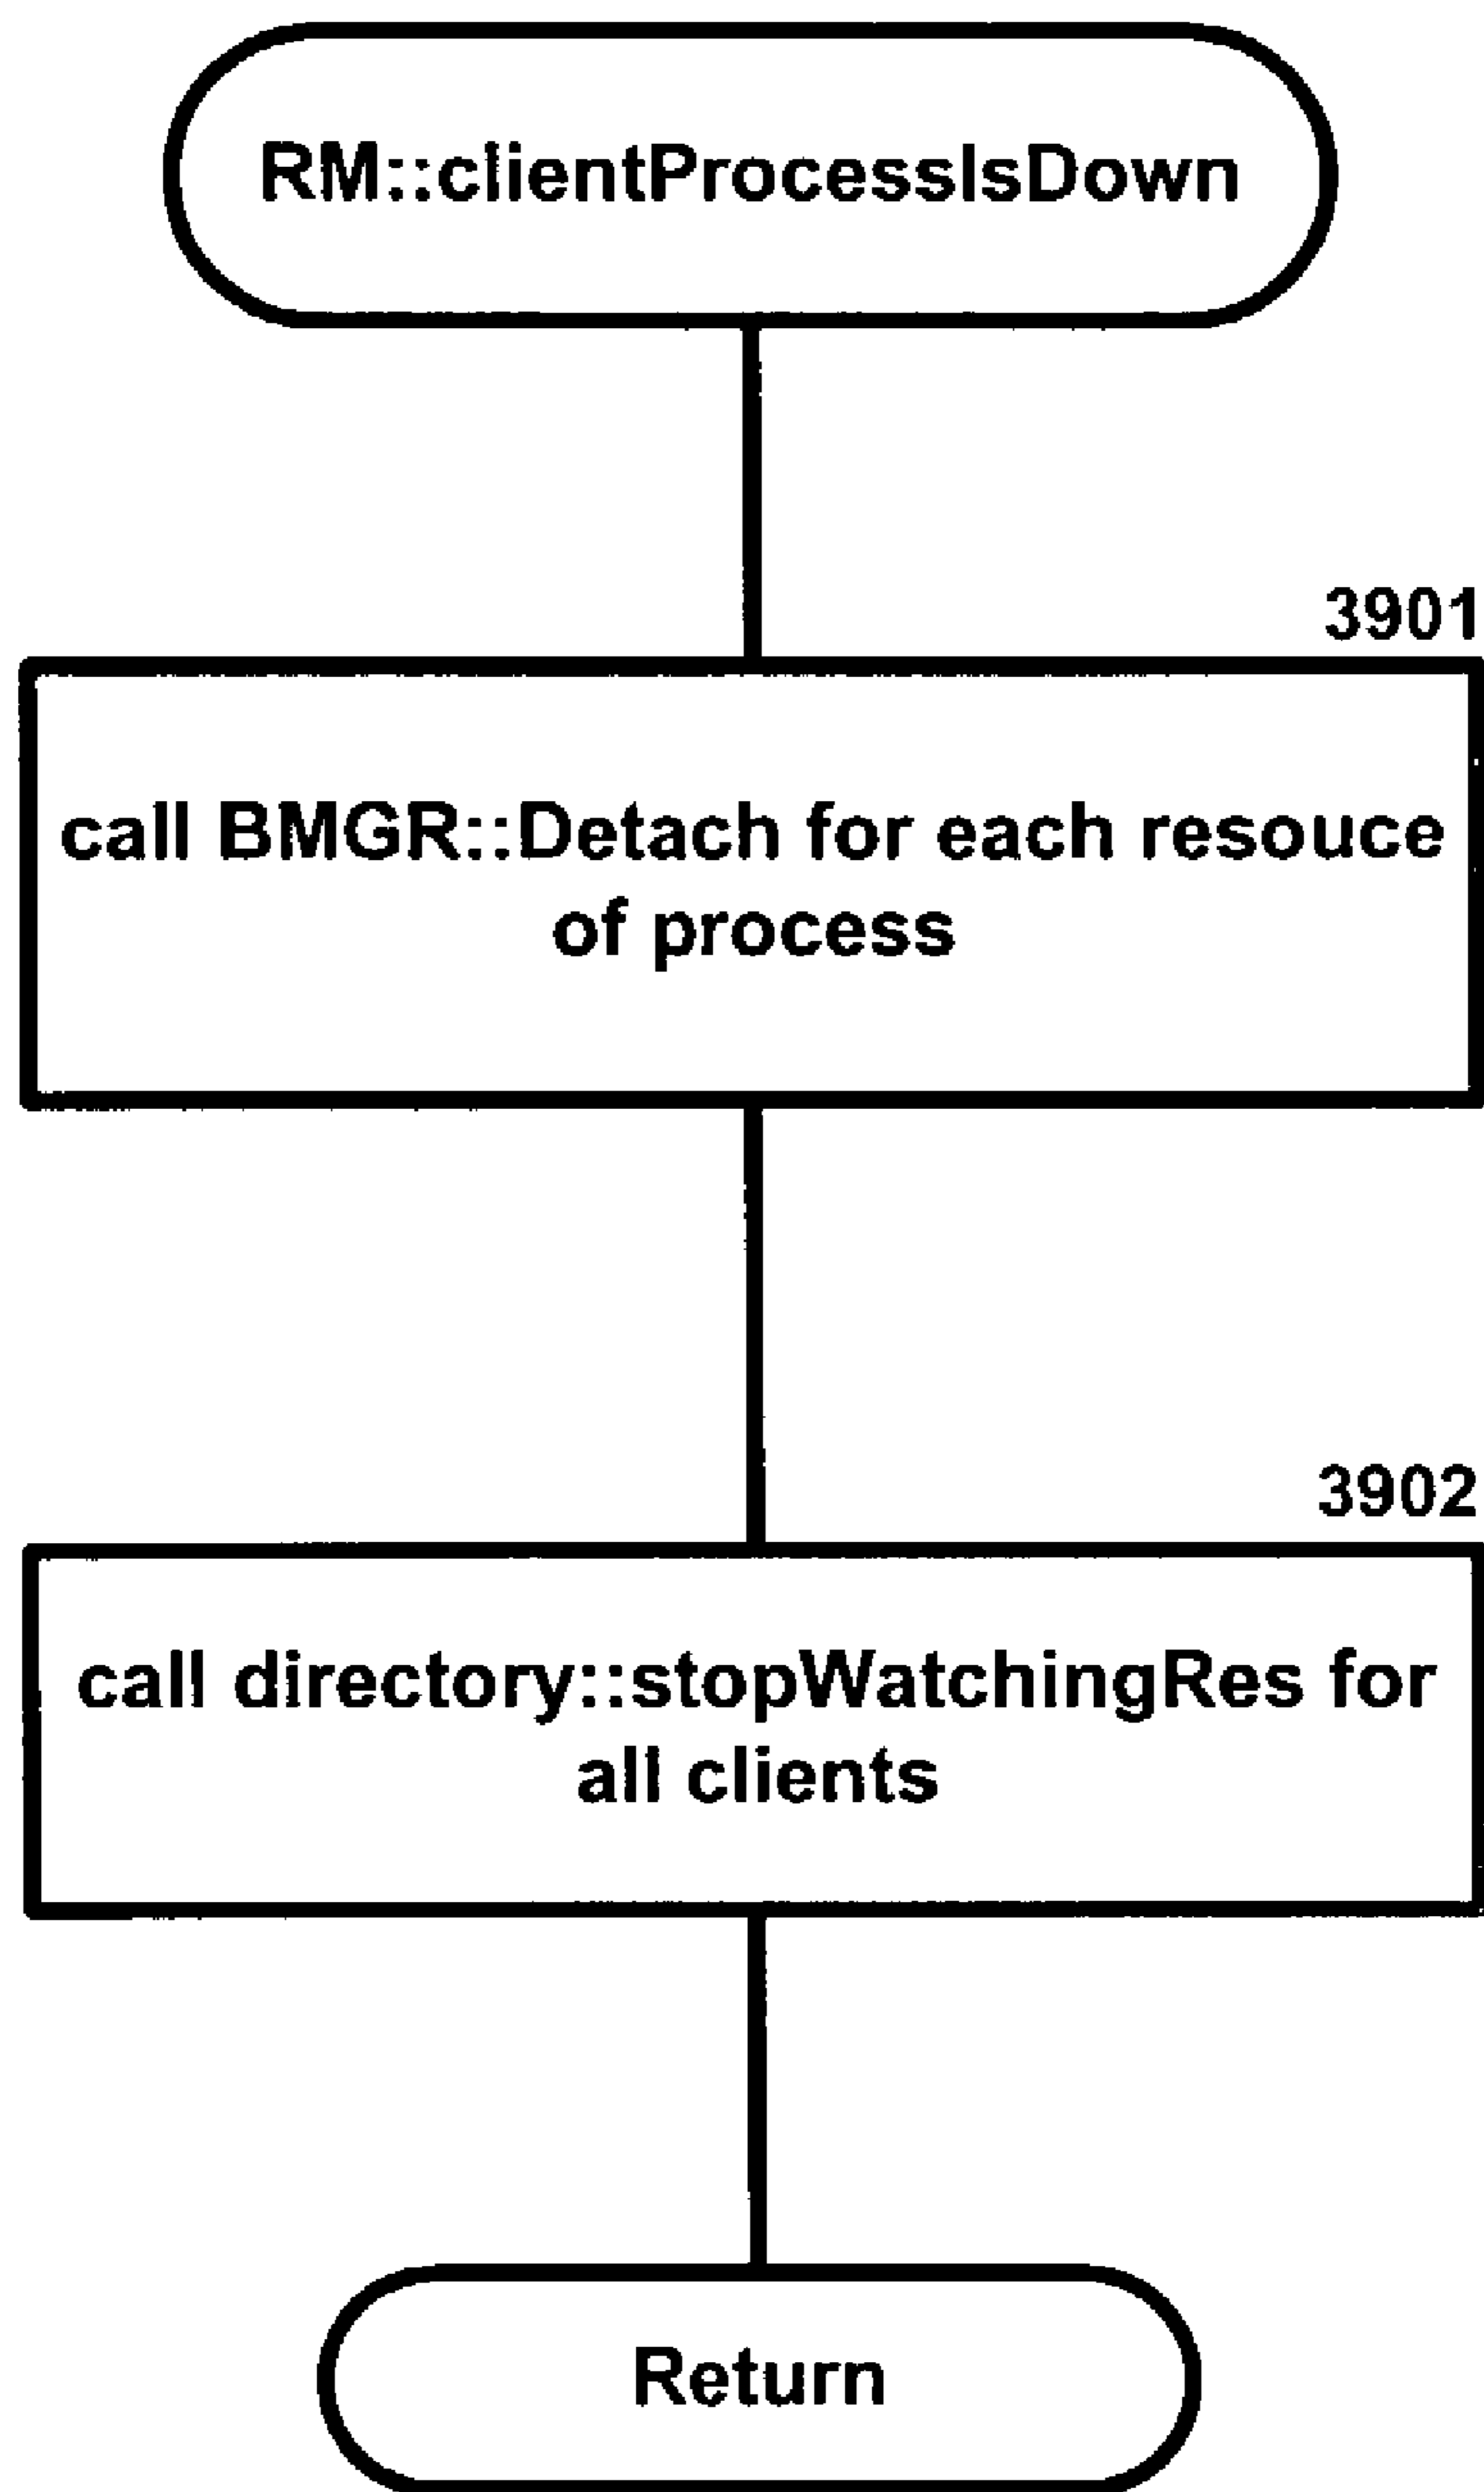 RM::clientProcessIsDown
3901
call BMGR::Detach for each resouce
of process
3902
call directory::stopWatchingRes for
all clients
Return